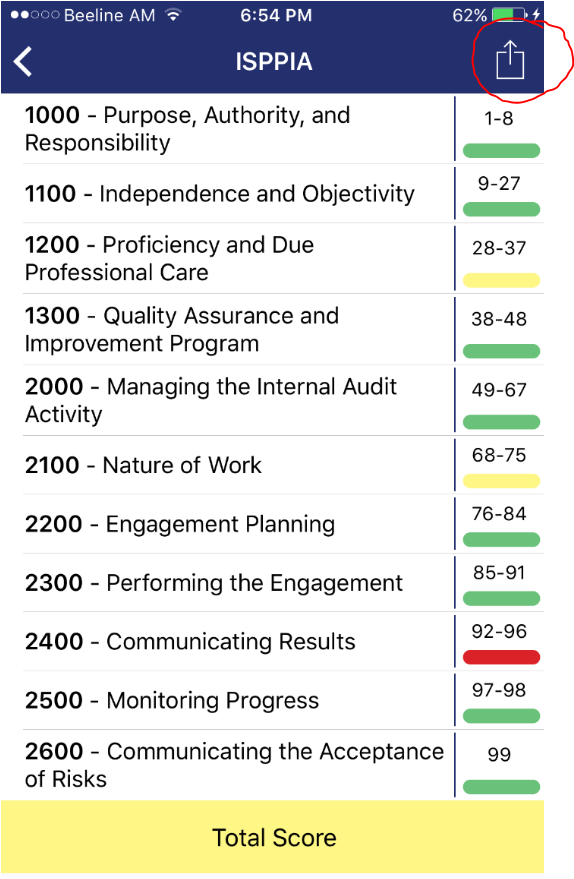 Beeline AM 6:54 PM 62%
ISPPIA
1000 - Purpose, Authority, and
Responsibility
1-8
1100 - Independence and Objectivity
9-27
1200 - Proficiency and Due
Professional Care
28-37
1300 - Quality Assurance and
Improvement Program
38-48
2000 - Managing the Internal Audit
Activity
49-67
2100 - Nature of Work
68-75
2200 - Engagement Planning
76-84
2300 - Performing the Engagement
85-91
2400 - Communicating Results
92-96
2500 - Monitoring Progress
97-98
2600 - Communicating the Acceptance
of Risks
99
Total Score